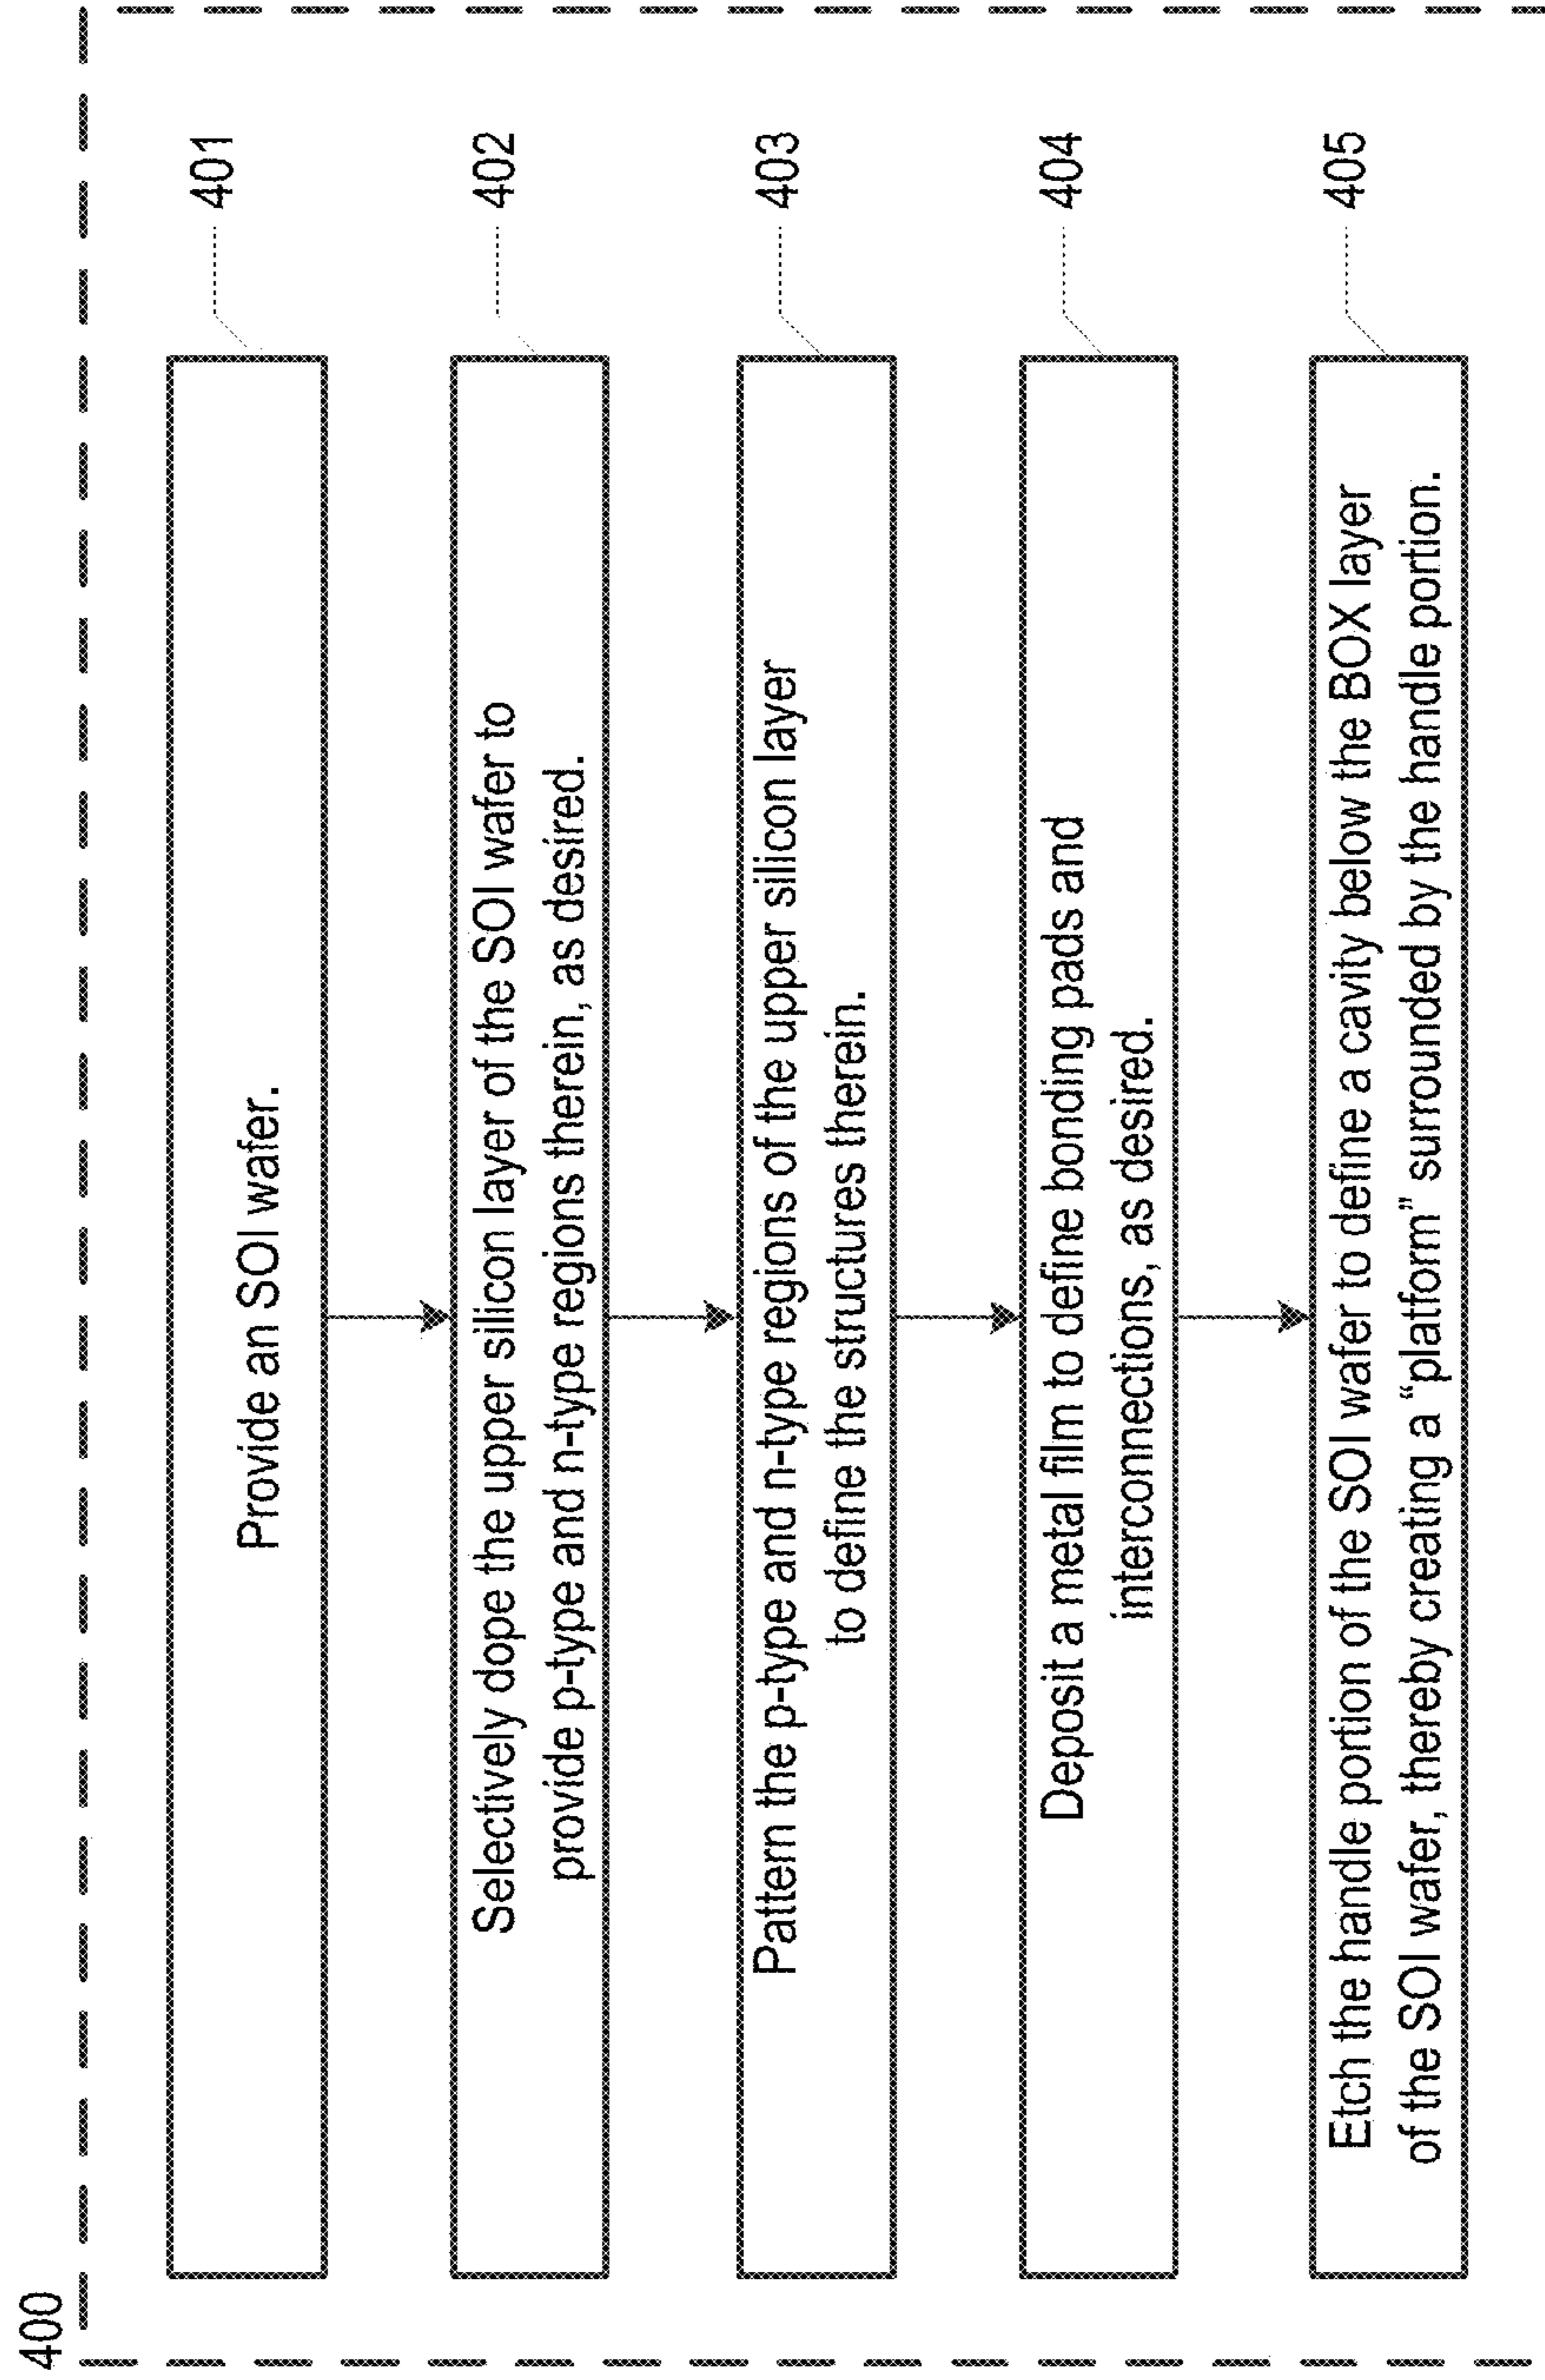 400
Provide an SOI wafer.
401
Selectively dope the upper silicon layer of the SOI wafer to
provide p-type and n-type regions therein, as desired.
402
Pattern the p-type and n-type regions of the upper silicon layer
to define the structures therein.
403
Deposit a metal film to define bonding pads and
interconnections, as desired.
404
Etch the handle portion of the SOI wafer to define a cavity below the BOX layer
of the SOI wafer, thereby creating a “platform” surrounded by the handle portion.
405